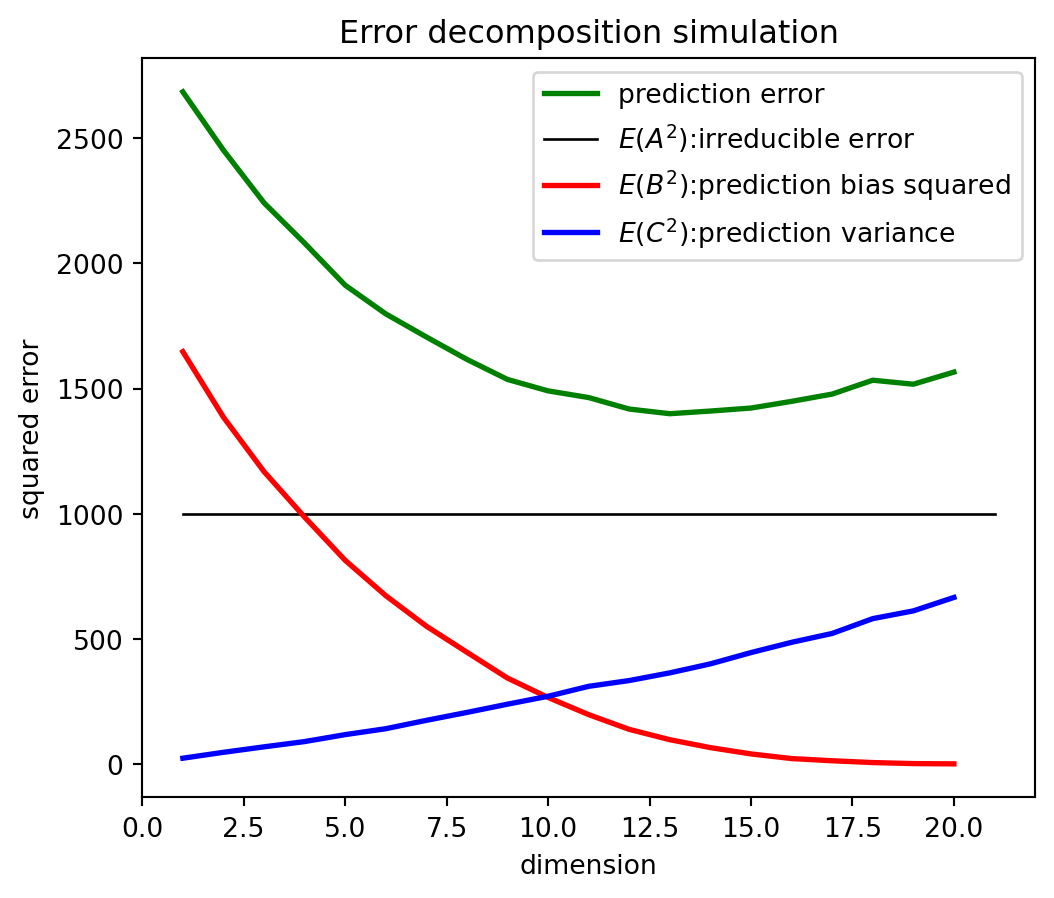 Error decomposition simulation
prediction error
E(A²):irreducible error
E(B²):prediction bias squared
E(C²):prediction variance
2500
2000
1500
1000
500
0
squared error
0.0 2.5 5.0 7.5 10.0 12.5 15.0 17.5 20.0
dimension